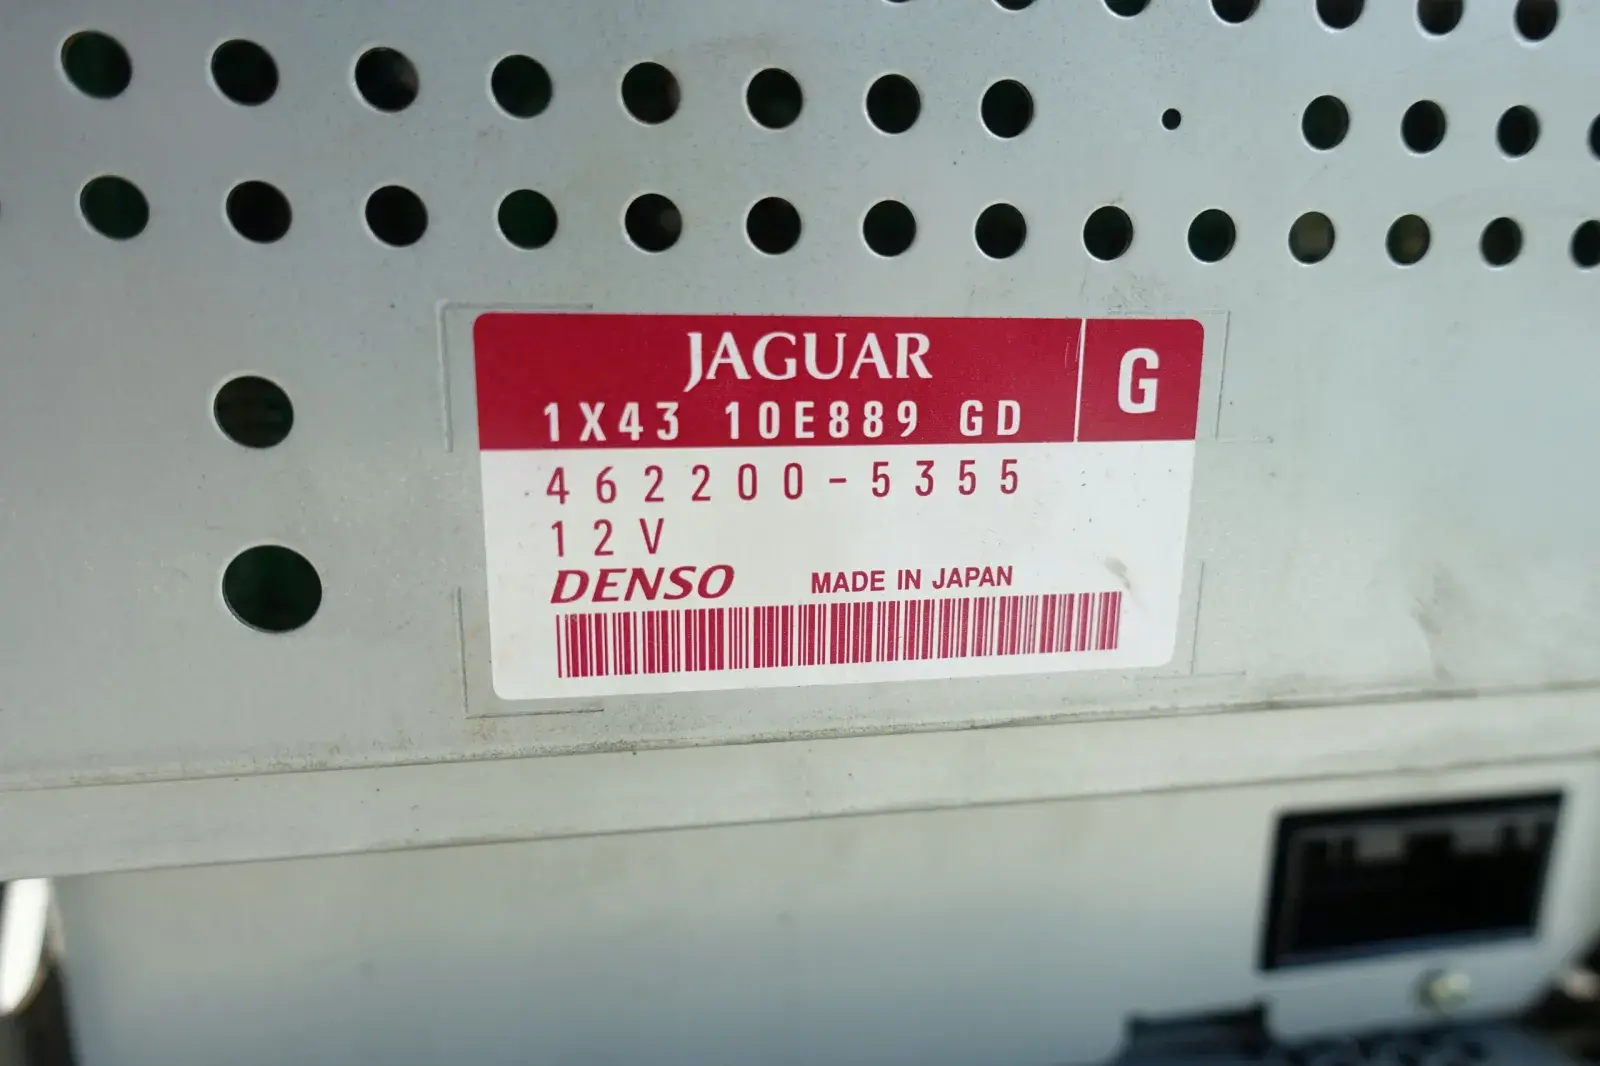 JAGUAR
G
1X43 10E889 GD
462200-5355
12V
DENSO MADE IN JAPAN